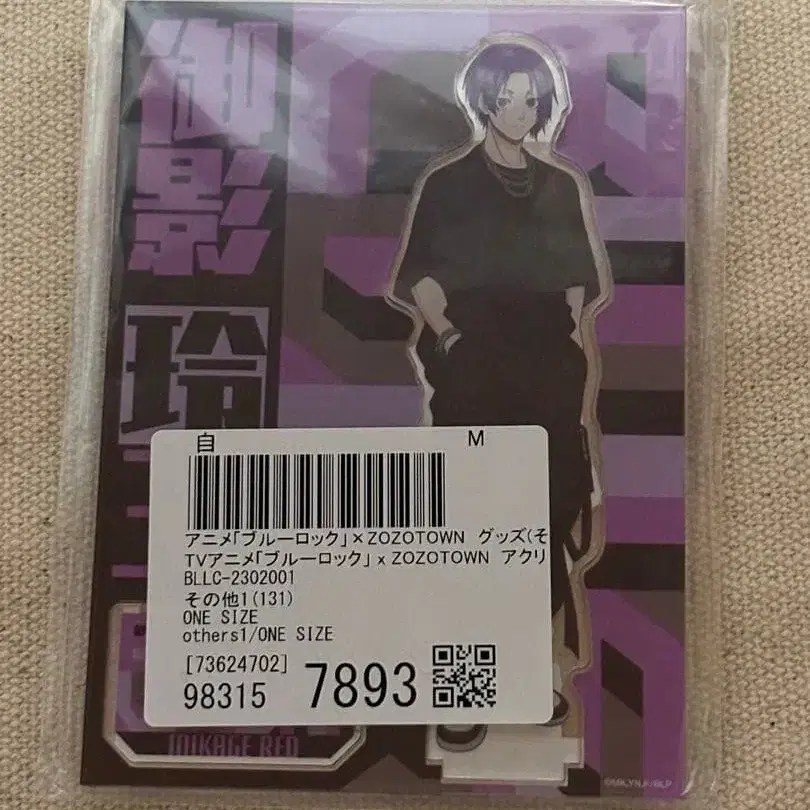 御影
玲
自 M
アニメ「ブルーロック」×ZOZOTOWN グッズ(そ
TVアニメ「ブルーロック」 x ZOZOTOWN アクリ
BLLC-2302001
その他1(131)
ONE SIZE
others1/ONE SIZE
[73624702]
98315 7893
MIKAGE REO